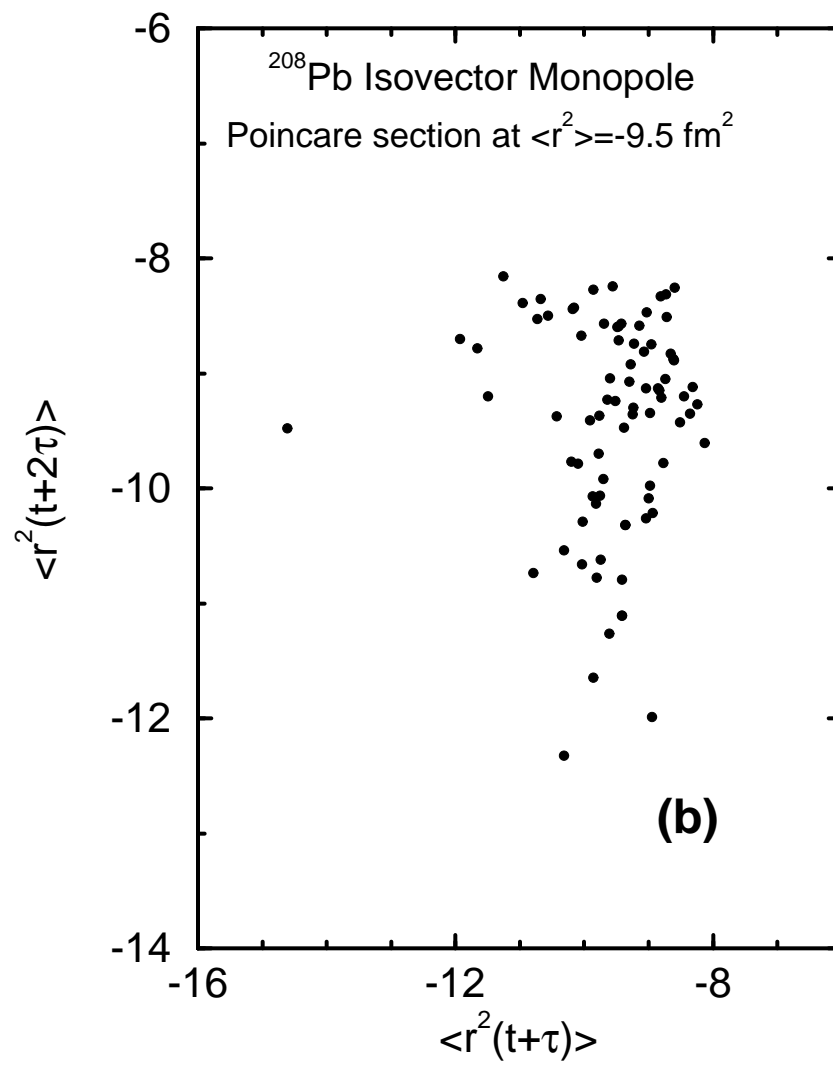 -6
²⁰⁸Pb Isovector Monopole
Poincare section at <r²>=-9.5 fm²
-8
<r²(t+2τ)>
-10
-12
(b)
-14
-16 -12 -8
<r²(t+τ)>